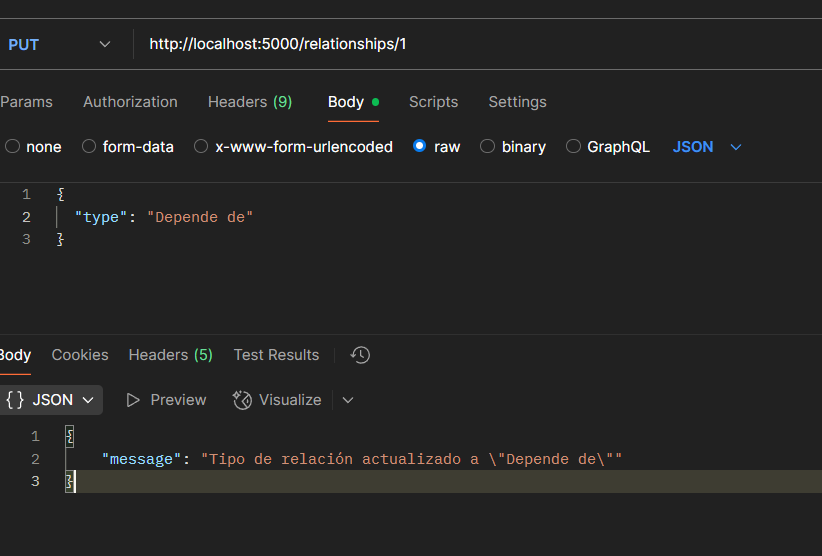 PUT http://localhost:5000/relationships/1
Params Authorization Headers (9) Body Scripts Settings
none form-data x-www-form-urlencoded raw binary GraphQL JSON
1 {
2 "type": "Depende de"
3 }
Body Cookies Headers (5) Test Results
{} JSON Preview Visualize
1 {
2 "message": "Tipo de relación actualizado a \"Depende de\""
3 }